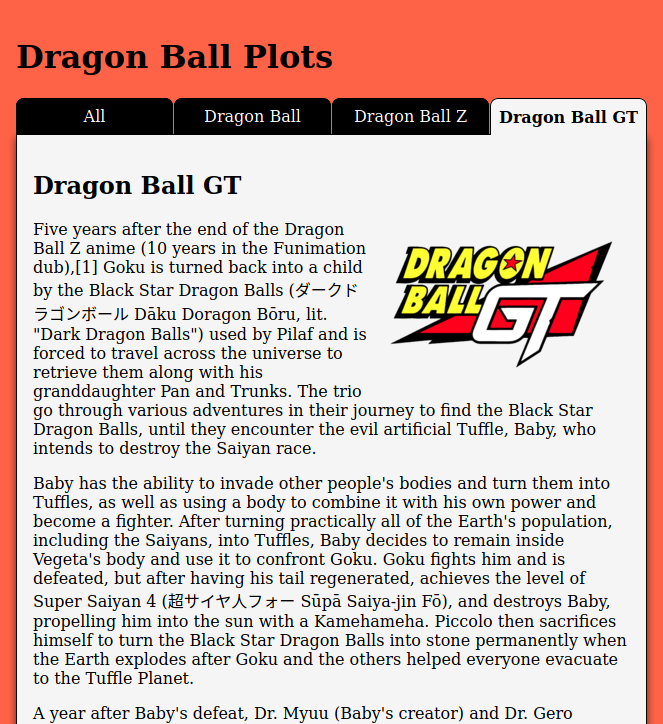 Dragon Ball Plots
All
Dragon Ball
Dragon Ball Z
Dragon Ball GT
Dragon Ball GT
Five years after the end of the Dragon
Ball Z anime (10 years in the Funimation
dub),[1] Goku is turned back into a child
by the Black Star Dragon Balls (ダークド
ラゴンボール Dāku Doragon Bōru, lit.
"Dark Dragon Balls") used by Pilaf and is
forced to travel across the universe to
retrieve them along with his
granddaughter Pan and Trunks. The trio
DRAGON
BALL
GT
go through various adventures in their journey to find the Black Star
Dragon Balls, until they encounter the evil artificial Tuffle, Baby, who
intends to destroy the Saiyan race.
Baby has the ability to invade other people's bodies and turn them into
Tuffles, as well as using a body to combine it with his own power and
become a fighter. After turning practically all of the Earth's population,
including the Saiyans, into Tuffles, Baby decides to remain inside
Vegeta's body and use it to confront Goku. Goku fights him and is
defeated, but after having his tail regenerated, achieves the level of
Super Saiyan 4 (超サイヤ人フォー Sūpā Saiya-jin Fō), and destroys Baby,
propelling him into the sun with a Kamehameha. Piccolo then sacrifices
himself to turn the Black Star Dragon Balls into stone permanently when
the Earth explodes after Goku and the others helped everyone evacuate
to the Tuffle Planet.
A year after Baby's defeat, Dr. Myuu (Baby's creator) and Dr. Gero